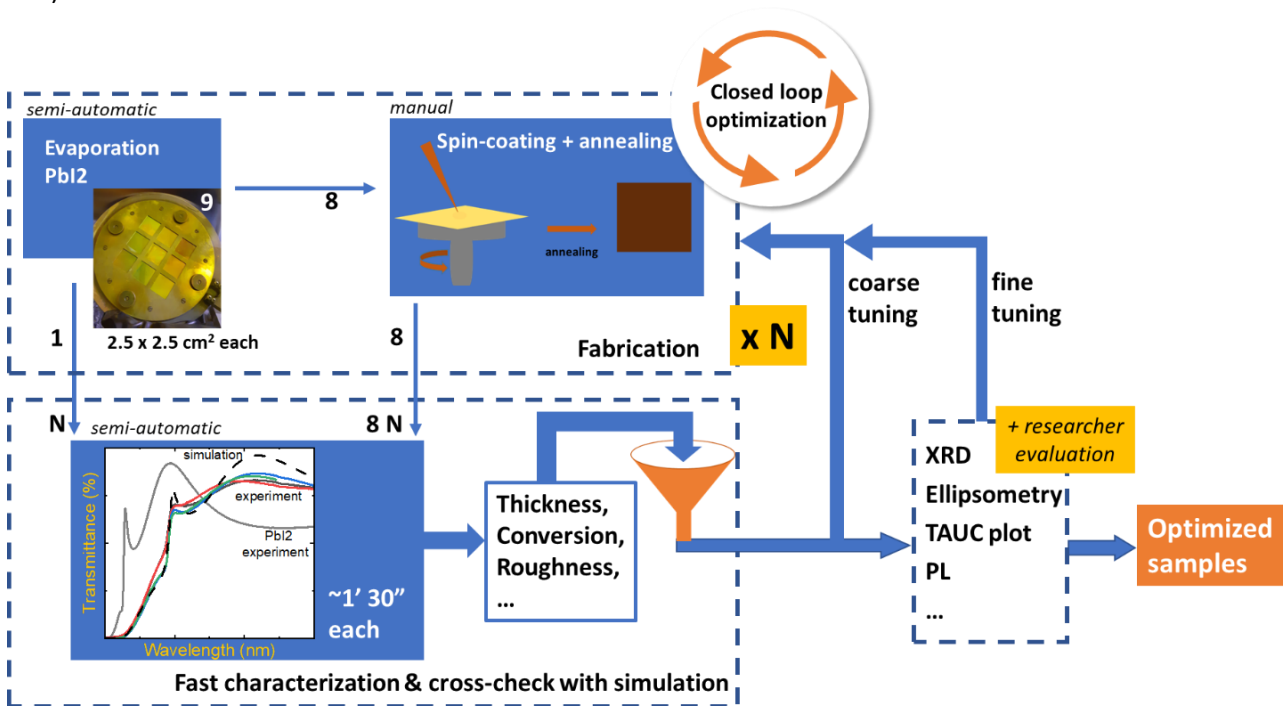 semi-automatic
Evaporation
PbI2
9
2.5 x 2.5 cm² each
8
manual
Spin-coating + annealing
annealing
Closed loop
optimization
1
8
Fabrication
x N
coarse
tuning
fine
tuning
N
8 N
semi-automatic
Transmittance (%)
simulation
experiment
PbI2
experiment
Wavelength (nm)
~1’ 30”
each
Thickness,
Conversion,
Roughness,
...
Fast characterization & cross-check with simulation
+ researcher
evaluation
XRD
Ellipsometry
TAUC plot
PL
...
Optimized
samples